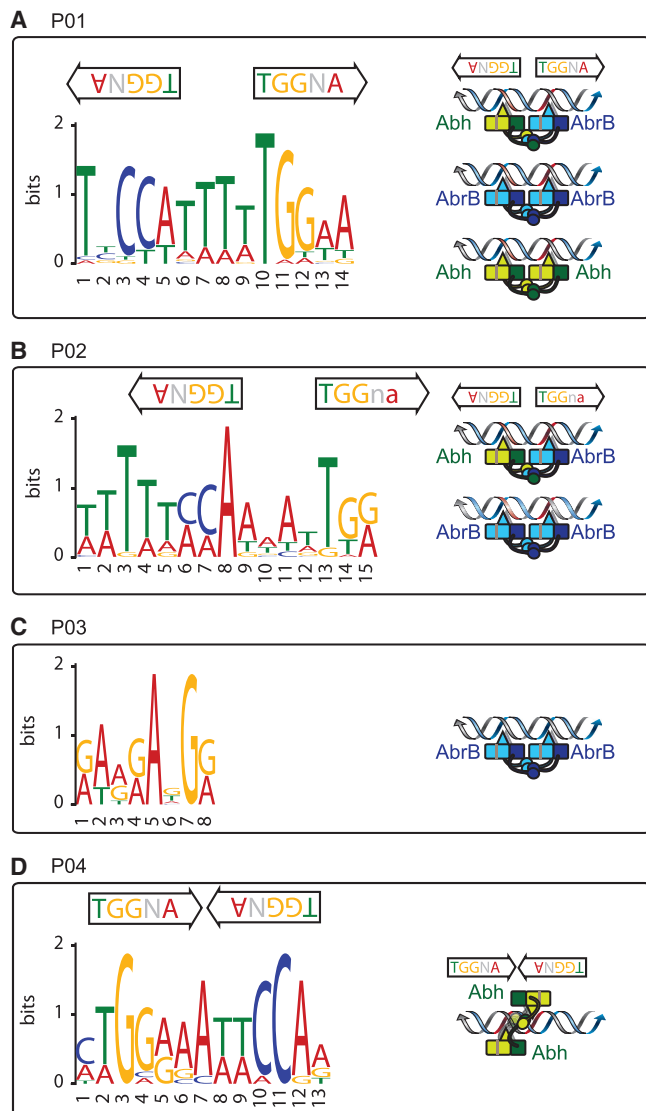 A P01
TGGNA TGGNA
TGGNA TGGNA
2
bits
1
0
1 2 3 4 5 6 7 8 9 10 11 12 13 14
T C C A T T T T T G G A A
Abh AbrB
AbrB AbrB
Abh Abh
B P02
TGGNA TGGna
TGGNA TGGna
2
bits
1
0
1 2 3 4 5 6 7 8 9 10 11 12 13 14 15
T T T T T C C A A A A T T G G
Abh AbrB
AbrB AbrB
C P03
2
bits
1
0
1 2 3 4 5 6 7 8
G A A G A G G G
AbrB AbrB
D P04
TGGNA TGGNA
TGGNA TGGNA
2
bits
1
0
1 2 3 4 5 6 7 8 9 10 11 12 13
C T G G A A A T T C C A A
Abh
Abh